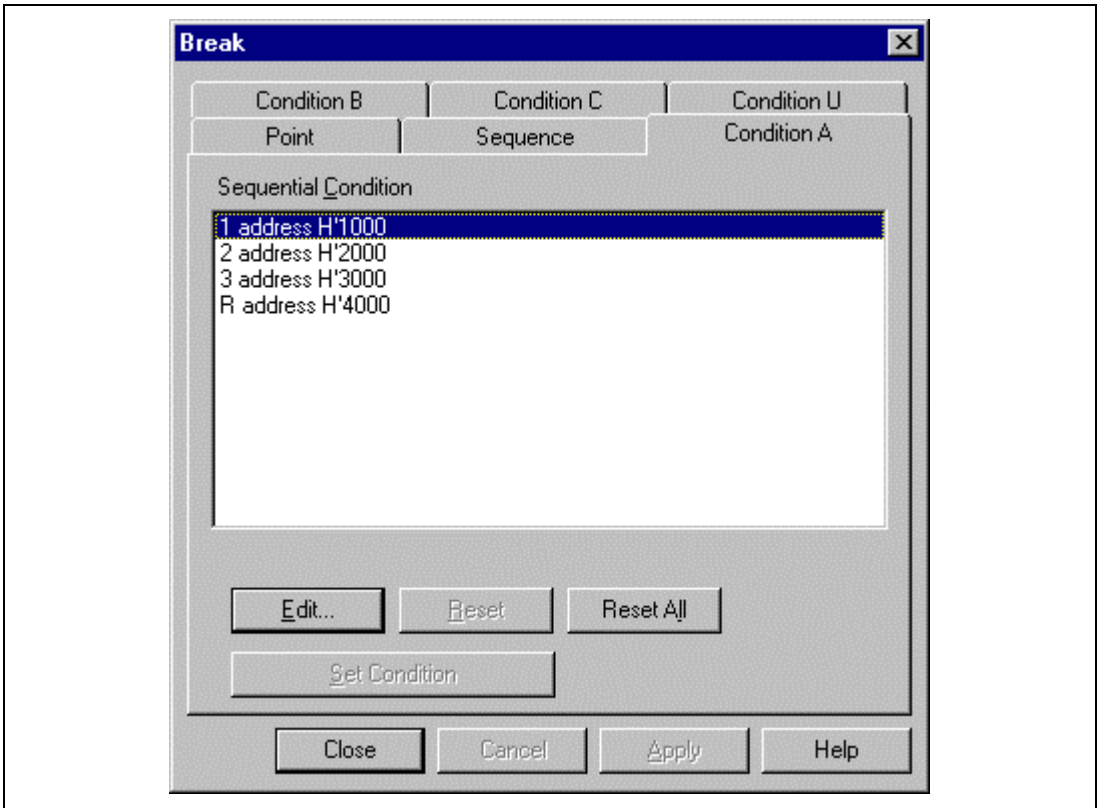 Break
Condition B Condition C Condition U
Point Sequence Condition A
Sequential Condition
1 address H'1000
2 address H'2000
3 address H'3000
R address H'4000
Edit... Reset Reset All
Set Condition
Close Cancel Apply Help